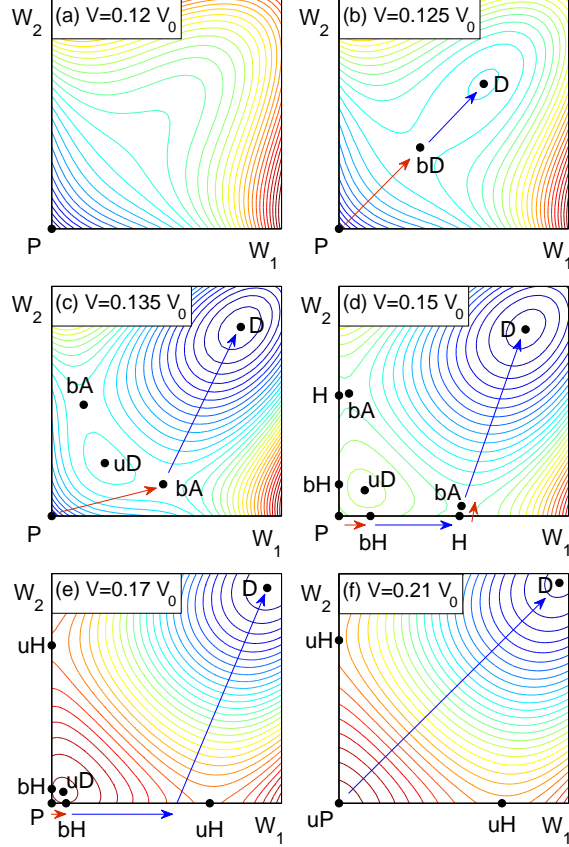 W₂ (a) V=0.12 V₀
P W₁
W₂ (b) V=0.125 V₀
D
bD
P W₁
W₂ (c) V=0.135 V₀
D
bA
uD
bA
P W₁
W₂ (d) V=0.15 V₀
D
H bA
bH uD
bA
P bH H W₁
W₂ (e) V=0.17 V₀
D
uH
bH uD
P bH uH W₁
W₂ (f) V=0.21 V₀
D
uH
uP uH W₁